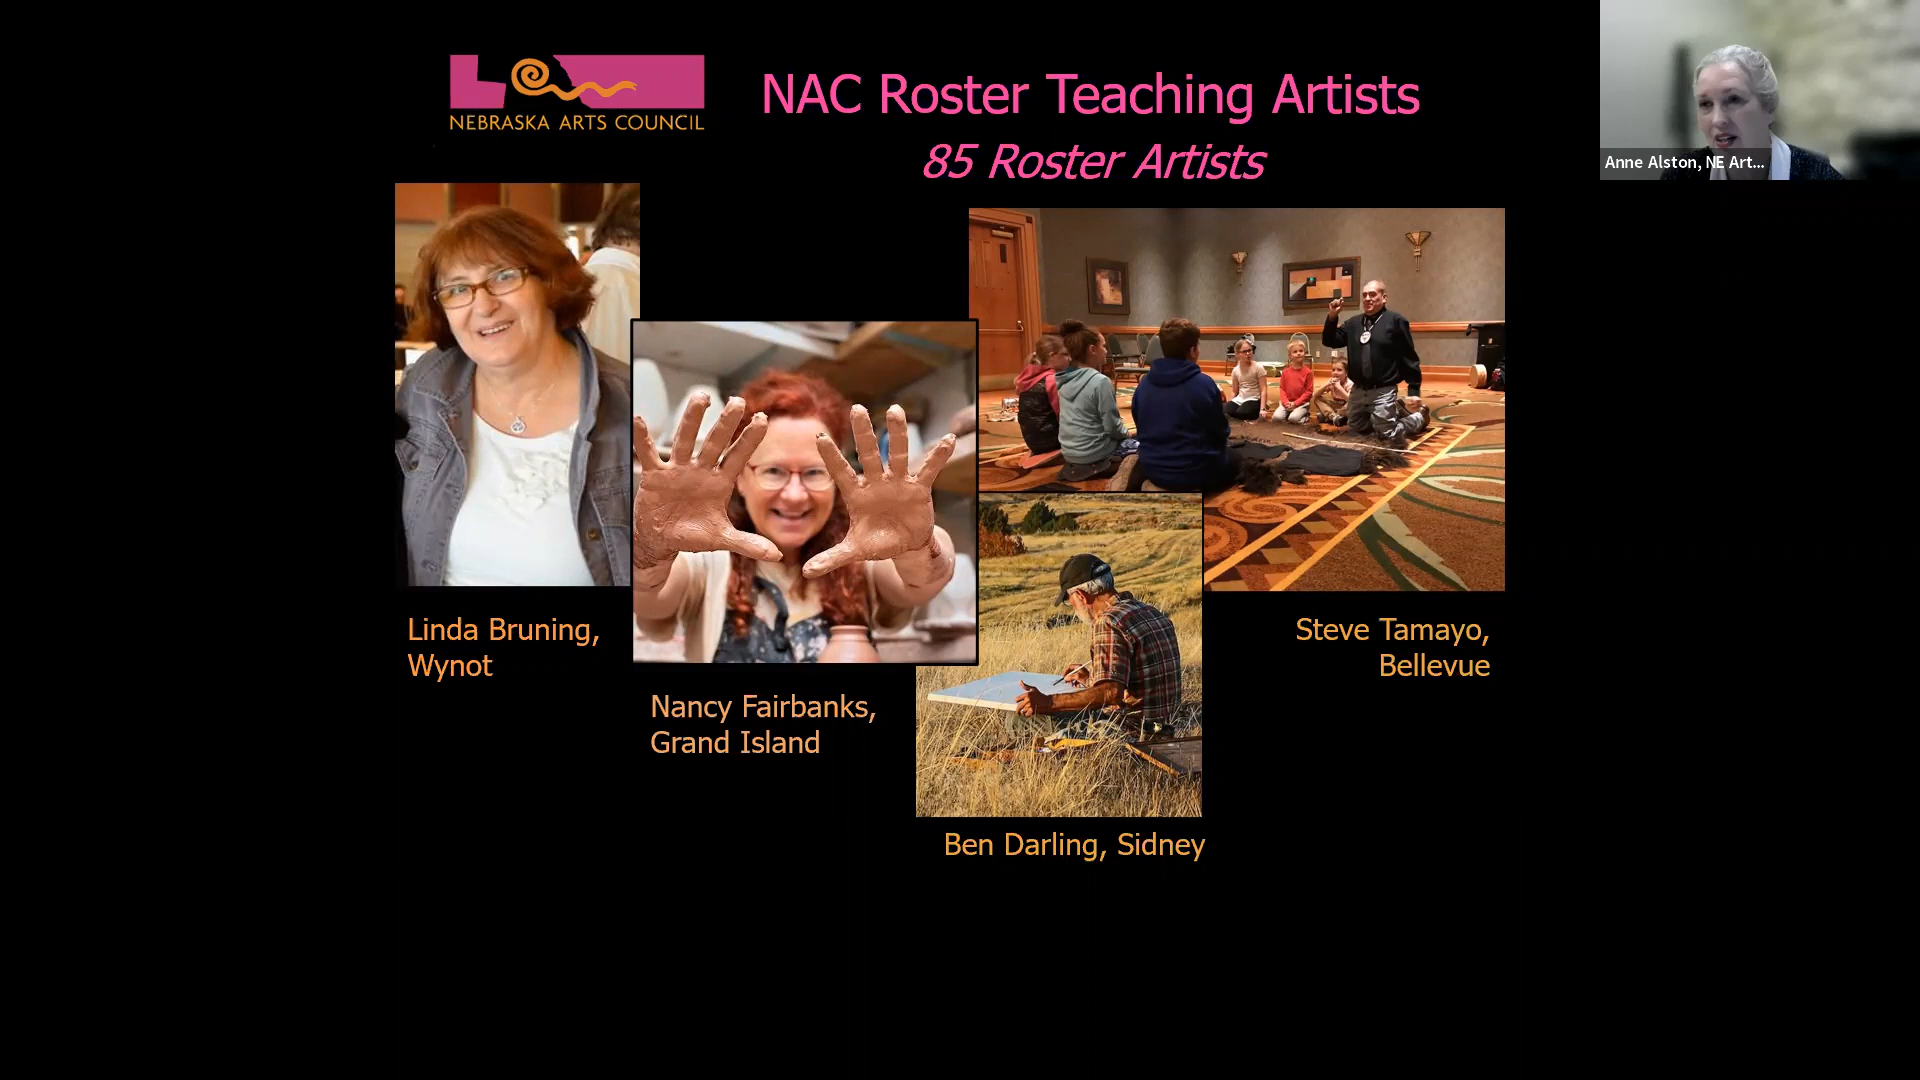 NEBRASKA ARTS COUNCIL
NAC Roster Teaching Artists
85 Roster Artists
Anne Alston, NE Art...
Linda Bruning,
Wynot
Nancy Fairbanks,
Grand Island
Ben Darling, Sidney
Steve Tamayo,
Bellevue